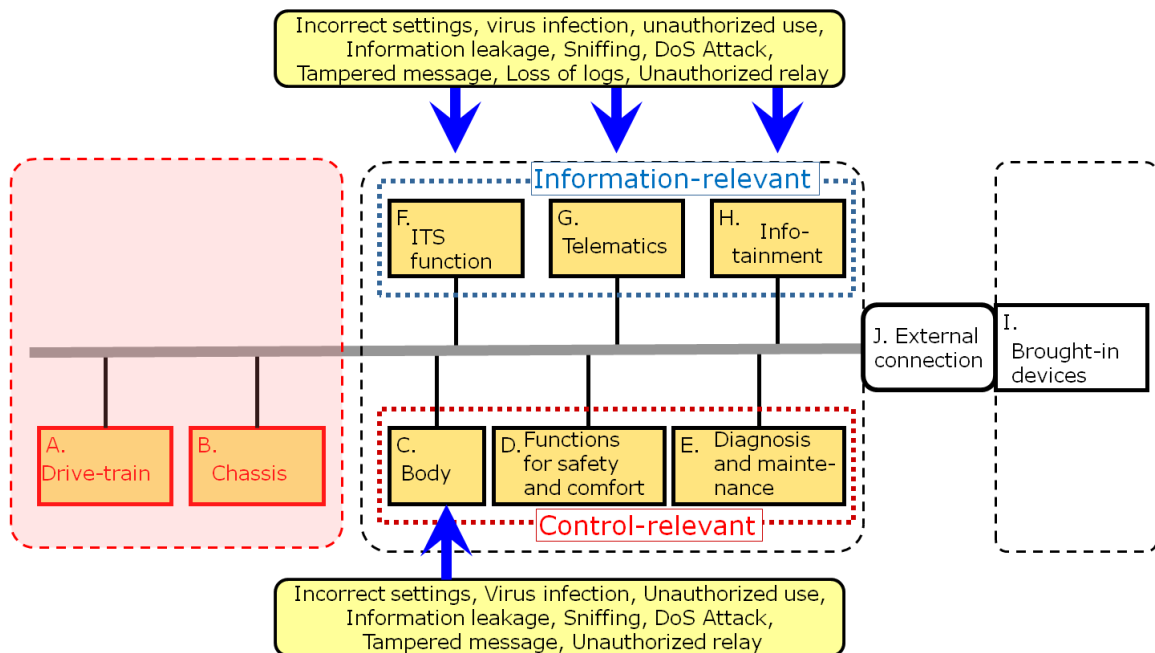 Incorrect settings, virus infection, unauthorized use,
Information leakage, Sniffing, DoS Attack,
Tampered message, Loss of logs, Unauthorized relay
Information-relevant
F.
ITS
function
G.
Telematics
H.
Info-
tainment
J. External
connection
I.
Brought-in
devices
A.
Drive-train
B.
Chassis
C.
Body
D.
Functions
for safety
and comfort
E.
Diagnosis
and mainte-
nance
Control-relevant
Incorrect settings, Virus infection, Unauthorized use,
Information leakage, Sniffing, DoS Attack,
Tampered message, Unauthorized relay